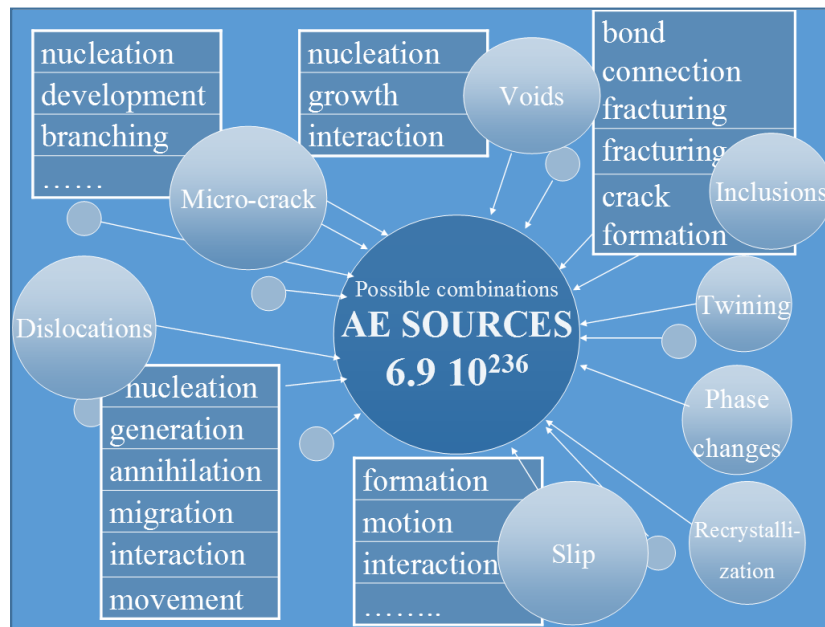 nucleation
development
branching
……
Micro-crack
nucleation
growth
interaction
Voids
bond
connection
fracturing
fracturing
crack
formation
Inclusions
Possible combinations
AE SOURCES
6.9 10²³⁶
Twining
Dislocations
Phase
changes
nucleation
generation
annihilation
migration
interaction
movement
formation
motion
interaction
……..
Slip
Recrystalli-
zation